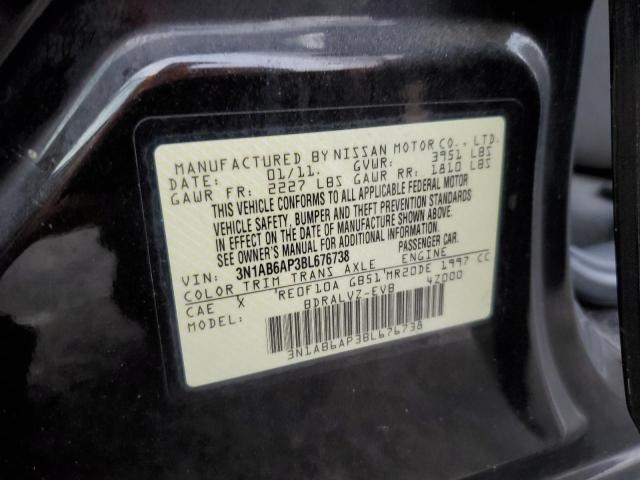 MANUFACTURED BY NISSAN MOTOR CO., LTD.
DATE: 01/11. GVWR: 3951 LBS
GAWR FR: 2227 LBS GAWR RR: 1810 LBS
THIS VEHICLE CONFORMS TO ALL APPLICABLE FEDERAL MOTOR
VEHICLE SAFETY, BUMPER AND THEFT PREVENTION STANDARDS
IN EFFECT ON THE DATE OF MANUFACTURE SHOWN ABOVE.
SEE OWNER'S MANUAL FOR ADDITIONAL INFORMATION.
VIN: 3N1AB6AP3BL676738 PASSENGER CAR.
COLOR TRIM TRANS AXLE ENGINE
CAE X RE0F10A GB51 MR20DE 1997 CC
MODEL: BDRALVZ-EVB 4Z000
3N1AB6AP3BL676738